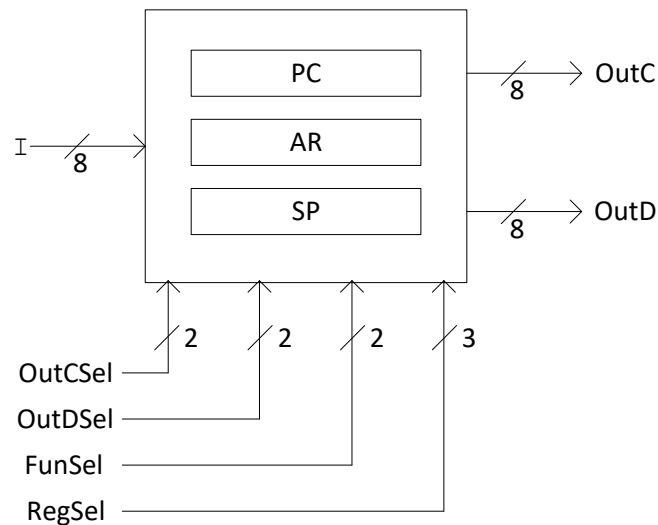 PC
OutC
8
I
8
AR
SP
OutD
8
2
2
2
3
OutCSel
OutDSel
FunSel
RegSel